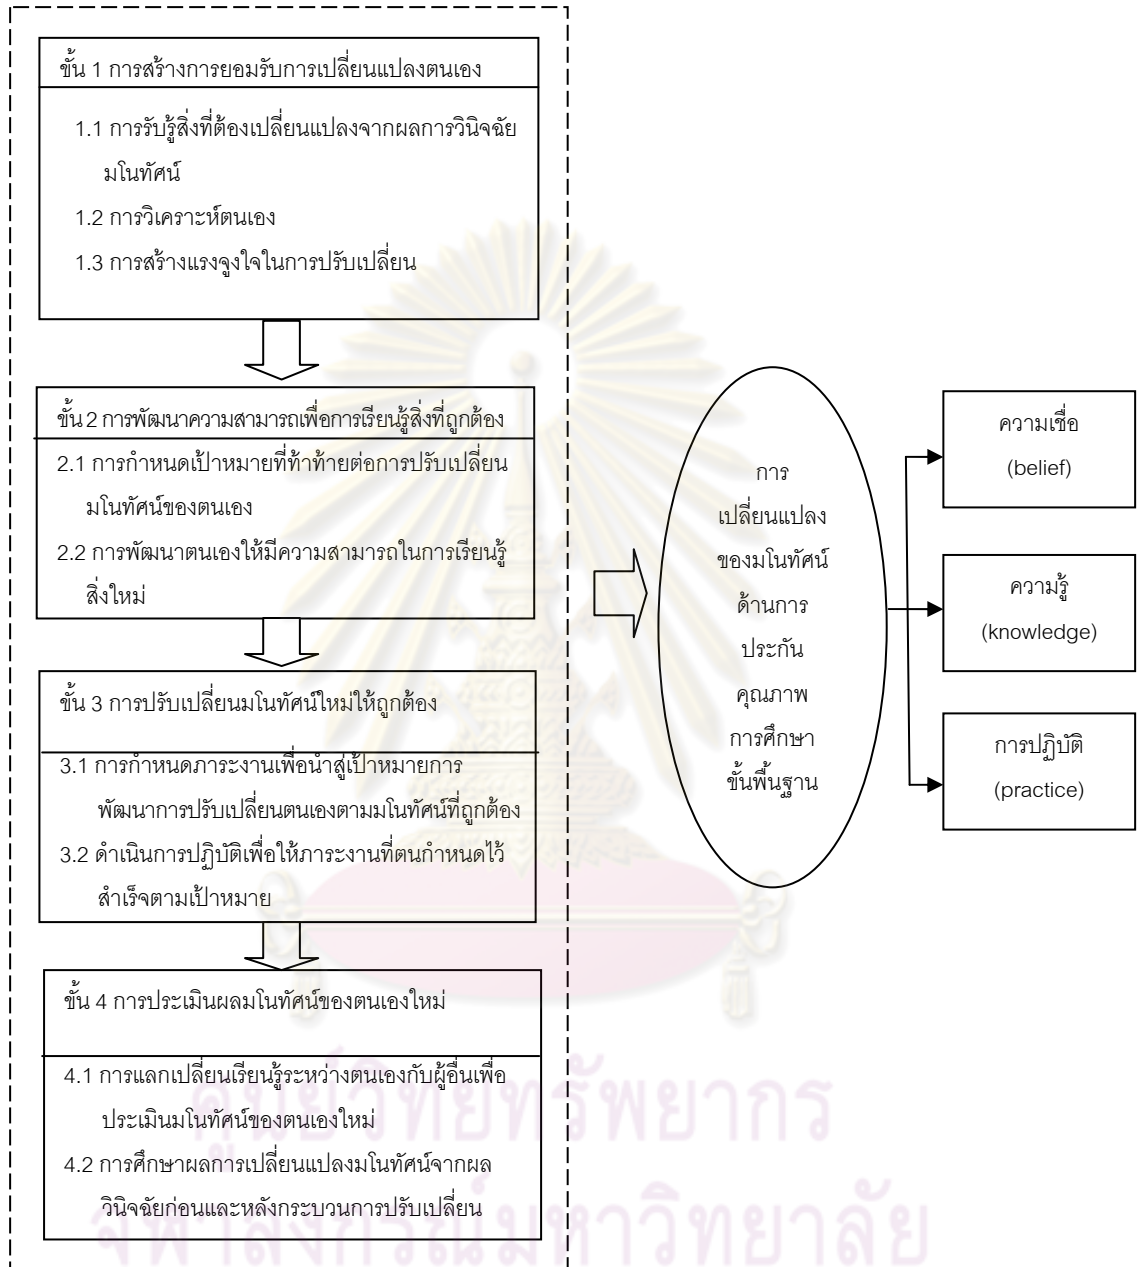 ขั้น 1 การสร้างการยอมรับการเปลี่ยนแปลงตนเอง
1.1 การรับรู้สิ่งที่ต้องเปลี่ยนแปลงจากผลการวินิจฉัย
มโนทัศน์
1.2 การวิเคราะห์ตนเอง
1.3 การสร้างแรงจูงใจในการปรับเปลี่ยน
ขั้น 2 การพัฒนาความสามารถเพื่อการเรียนรู้สิ่งที่ถูกต้อง
2.1 การกำหนดเป้าหมายที่ท้าท้ายต่อการปรับเปลี่ยน
มโนทัศน์ของตนเอง
2.2 การพัฒนาตนเองให้มีความสามารถในการเรียนรู้
สิ่งใหม่
ขั้น 3 การปรับเปลี่ยนมโนทัศน์ใหม่ให้ถูกต้อง
3.1 การกำหนดภาระงานเพื่อนำสู่เป้าหมายการ
พัฒนาการปรับเปลี่ยนตนเองตามมโนทัศน์ที่ถูกต้อง
3.2 ดำเนินการปฏิบัติเพื่อให้ภาระงานที่ตนกำหนดไว้
สำเร็จตามเป้าหมาย
ขั้น 4 การประเมินผลมโนทัศน์ของตนเองใหม่
4.1 การแลกเปลี่ยนเรียนรู้ระหว่างตนเองกับผู้อื่นเพื่อ
ประเมินมโนทัศน์ของตนเองใหม่
4.2 การศึกษาผลการเปลี่ยนแปลงมโนทัศน์จากผล
วินิจฉัยก่อนและหลังกระบวนการปรับเปลี่ยน
การ
เปลี่ยนแปลง
ของมโนทัศน์
ด้านการ
ประกัน
คุณภาพ
การศึกษา
ขั้นพื้นฐาน
ความเชื่อ
(belief)
ความรู้
(knowledge)
การปฏิบัติ
(practice)
ศูนย์วิทยทรัพยากร
จุฬาลงกรณ์มหาวิทยาลัย